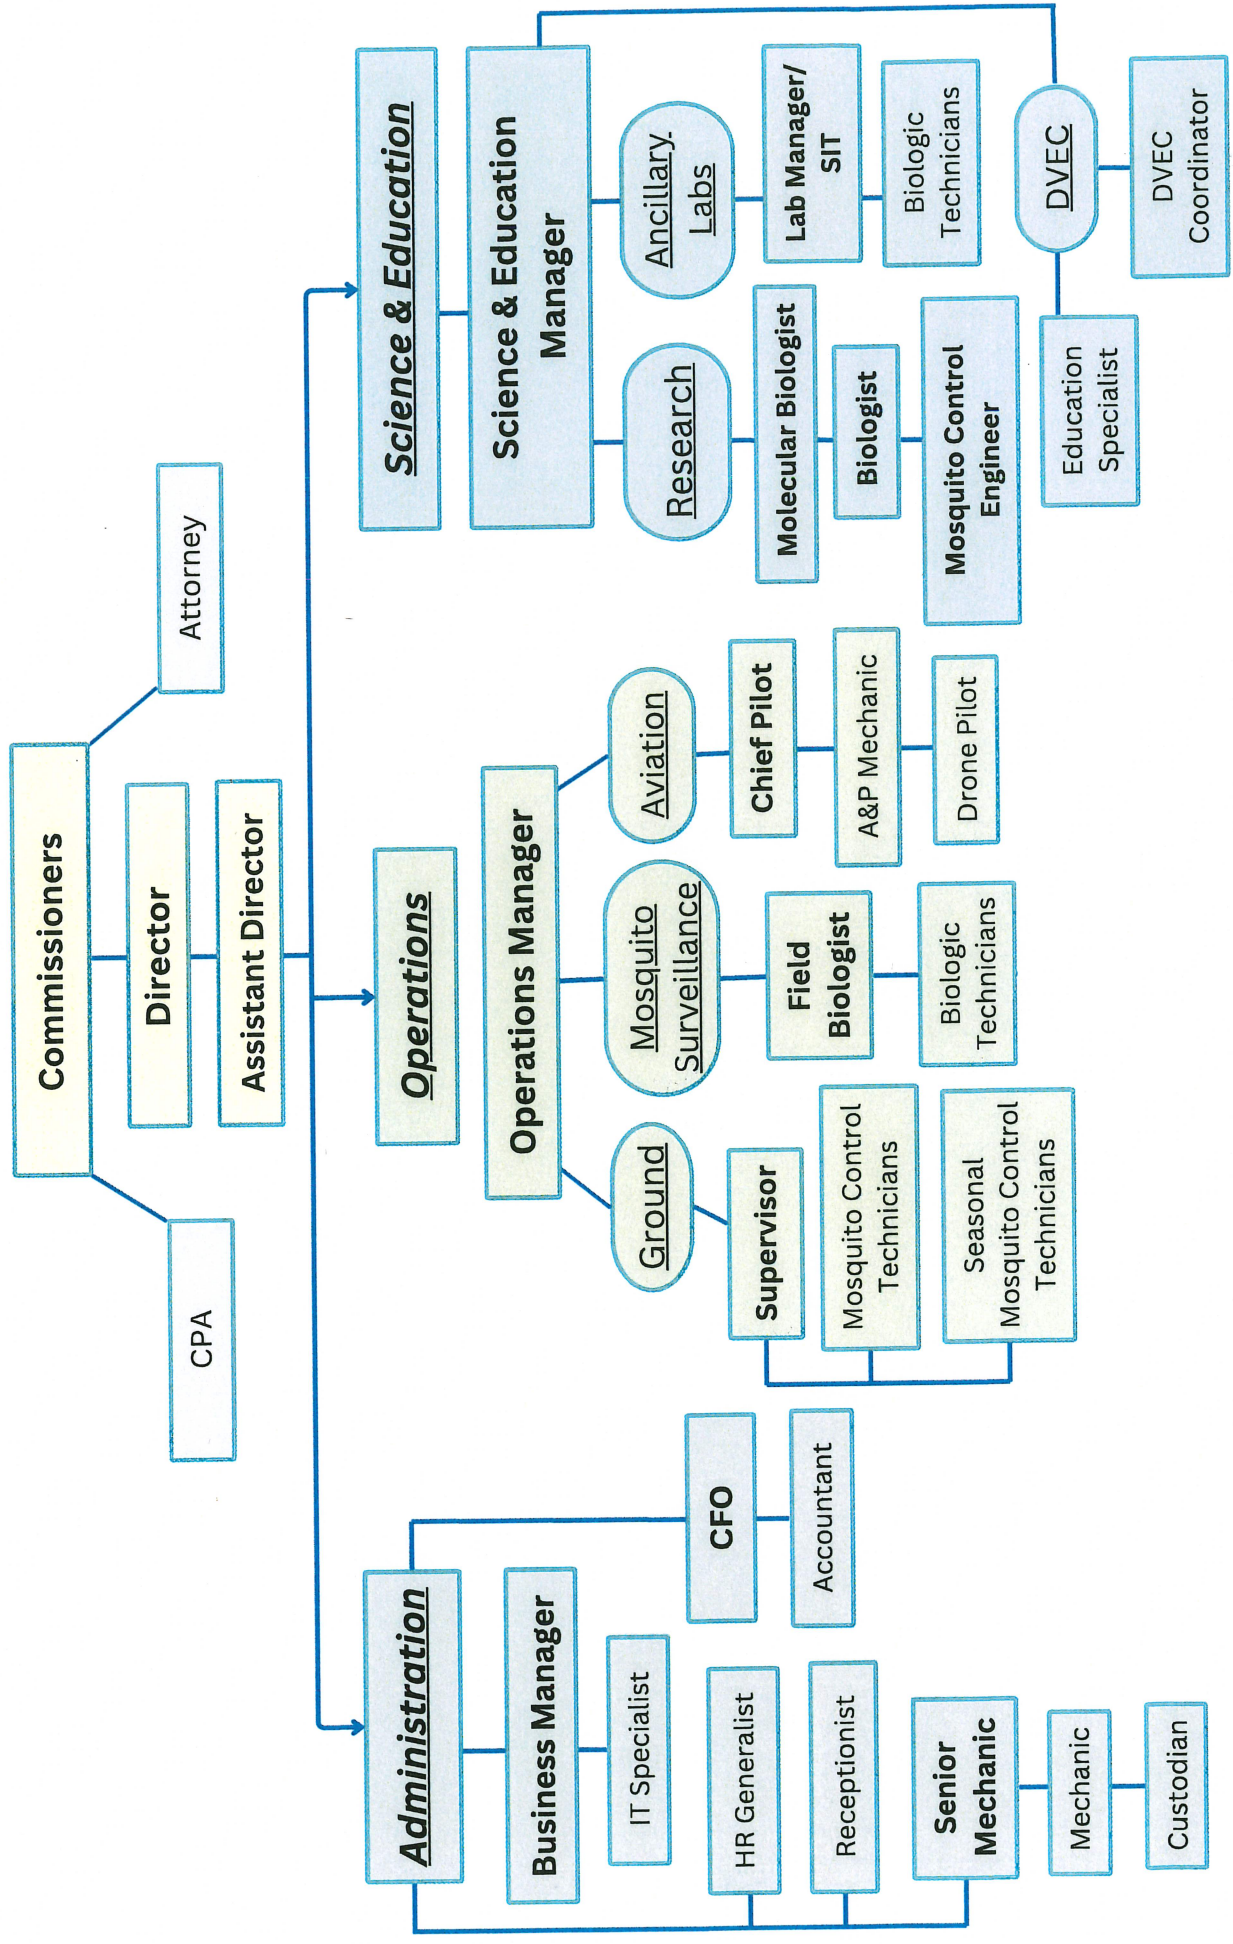 Commissioners
CPA
Attorney
Director
Assistant Director
Administration
Business Manager
IT Specialist
HR Generalist
Receptionist
Senior
Mechanic
Mechanic
Custodian
CFO
Accountant
Operations
Operations Manager
Ground
Supervisor
Mosquito Control
Technicians
Seasonal
Mosquito Control
Technicians
Mosquito
Surveillance
Field
Biologist
Biologic
Technicians
Aviation
Chief Pilot
A&P Mechanic
Drone Pilot
Science & Education
Science & Education
Manager
Research
Molecular Biologist
Biologist
Mosquito Control
Engineer
Ancillary
Labs
Lab Manager/
SIT
Biologic
Technicians
DVEC
Education
Specialist
DVEC
Coordinator